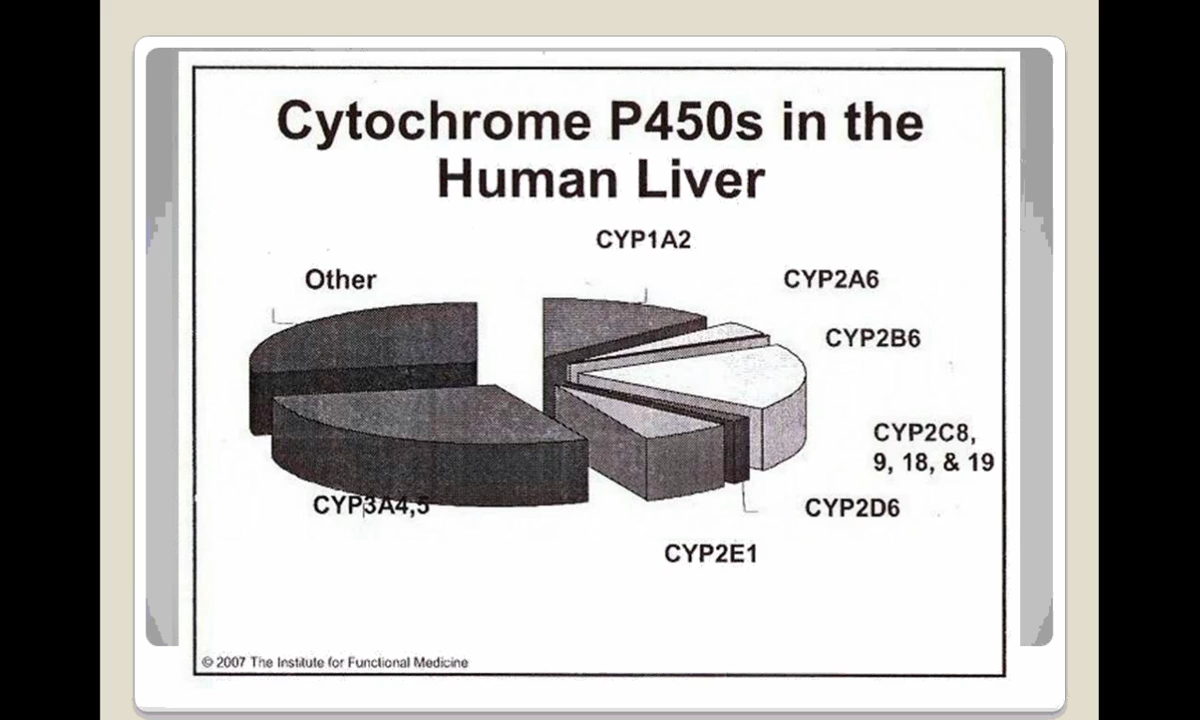 Cytochrome P450s in the
Human Liver
CYP1A2
Other
CYP2A6
CYP2B6
CYP2C8,
9, 18, & 19
CYP3A4,5
CYP2D6
CYP2E1
© 2007 The Institute for Functional Medicine